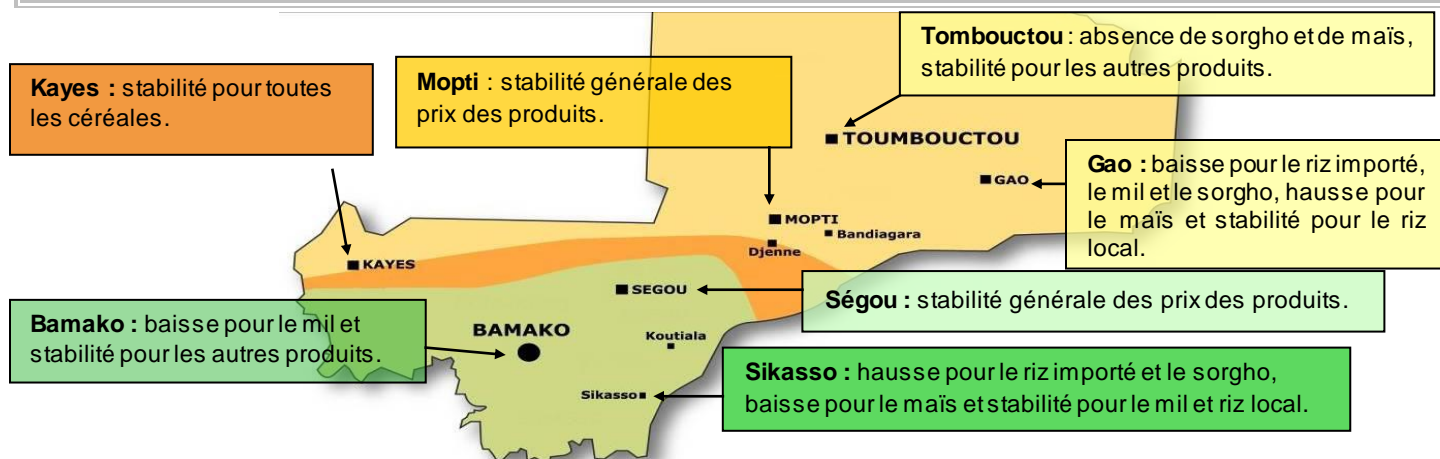 Tombouctou : absence de sorgho et de maïs,
stabilité pour les autres produits.
Kayes : stabilité pour toutes
les céréales.
Mopti : stabilité générale des
prix des produits.
TOUMBOUCTOU
GAO
Gao : baisse pour le riz importé,
le mil et le sorgho, hausse pour
le maïs et stabilité pour le riz
local.
MOPTI
Bandiagara
Djenne
KAYES
SEGOU
Ségou : stabilité générale des prix des produits.
Bamako : baisse pour le mil et
stabilité pour les autres produits.
BAMAKO
Koutiala
Sikasso
Sikasso : hausse pour le riz importé et le sorgho,
baisse pour le maïs et stabilité pour le mil et riz local.